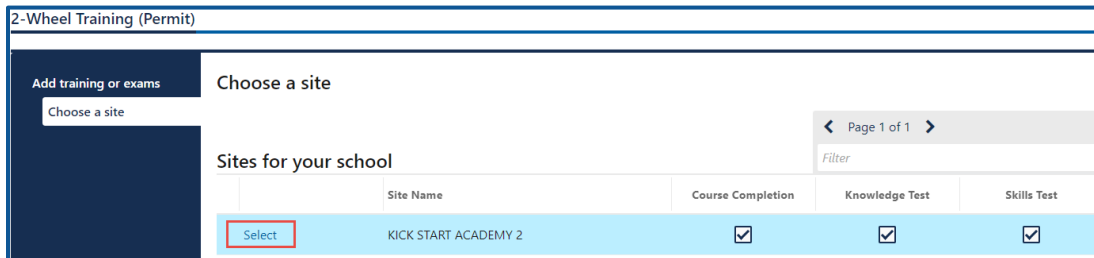 2-Wheel Training (Permit)
Add training or exams
Choose a site
Choose a site
Page 1 of 1
Filter
Sites for your school
Site Name Course Completion Knowledge Test Skills Test
Select KICK START ACADEMY 2